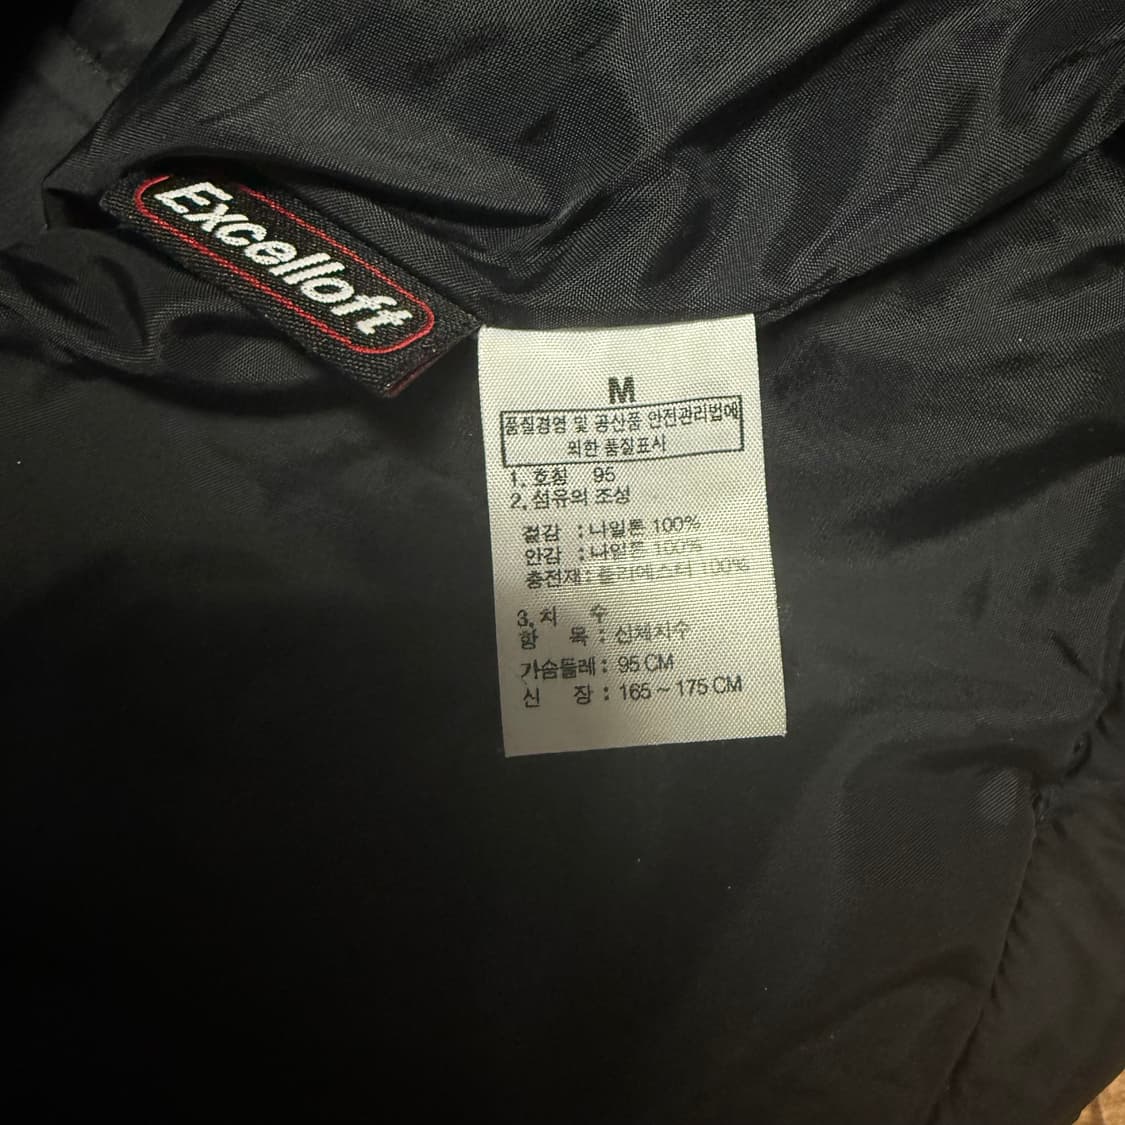 Excelloft
M
품질경영 및 공산품 안전관리법에
의한 품질표시
1. 호칭 95
2. 섬유의 조성
겉감 : 나일론 100%
안감 : 나일론 100%
충전재 : 폴리에스터 100%
3. 치 수
항 목 : 신체치수
가슴둘레 : 95 CM
신 장 : 165 ~ 175 CM